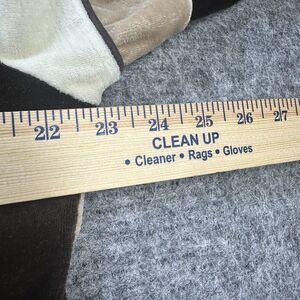 22 23 24 25 26 27
CLEAN UP
• Cleaner • Rags • Gloves